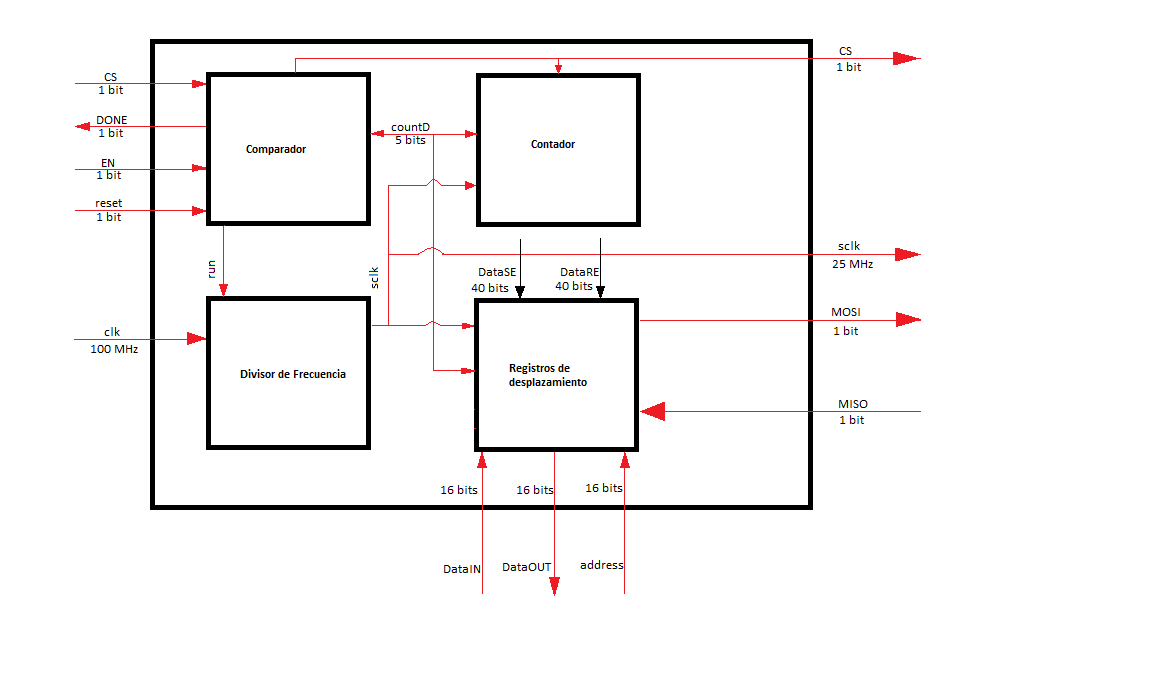 CS
1 bit
CS
1 bit
DONE
1 bit
countD
5 bits
Comparador
Contador
EN
1 bit
reset
1 bit
sclk
25 MHz
run
sclk
DataSE
40 bits
DataRE
40 bits
MOSI
1 bit
clk
100 MHz
Divisor de Frecuencia
Registros de
desplazamiento
MISO
1 bit
16 bits
16 bits
16 bits
DataIN
DataOUT
address